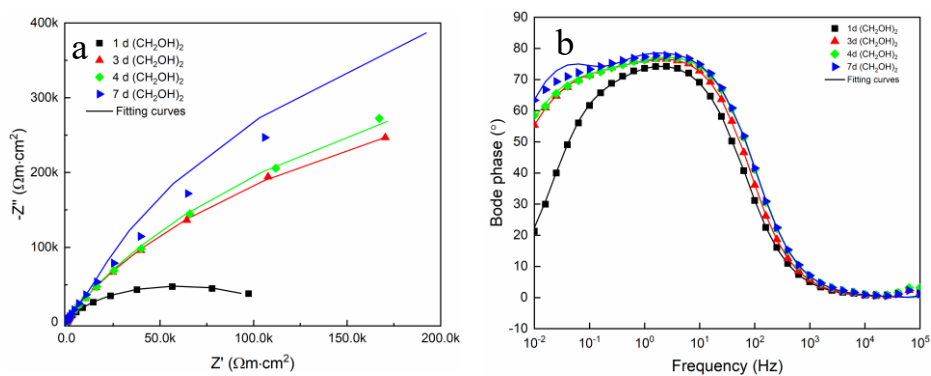 a
1 d (CH2OH)2
3 d (CH2OH)2
4 d (CH2OH)2
7 d (CH2OH)2
Fitting curves
400k
300k
200k
100k
0
0.0
50.0k
100.0k
150.0k
200.0k
-Z'' (Ωm·cm2)
Z' (Ωm·cm2)
b
1d (CH2OH)2
3d (CH2OH)2
4d (CH2OH)2
7d (CH2OH)2
Fitting curves
90
80
70
60
50
40
30
20
10
0
-10
10-2
10-1
100
101
102
103
104
105
Bode phase (°)
Frequency (Hz)